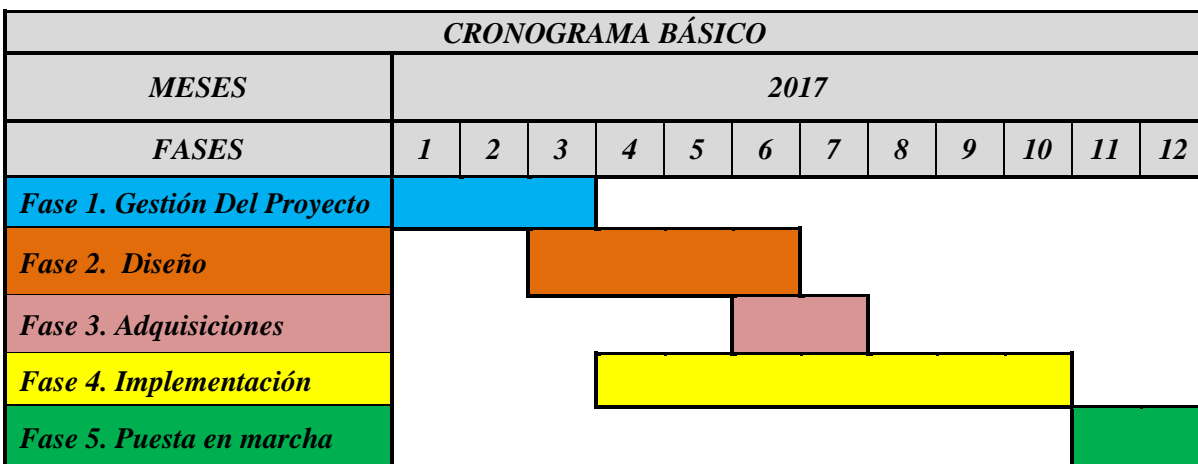 CRONOGRAMA BÁSICO
MESES 2017
FASES 1 2 3 4 5 6 7 8 9 10 11 12
Fase 1. Gestión Del Proyecto
Fase 2. Diseño
Fase 3. Adquisiciones
Fase 4. Implementación
Fase 5. Puesta en marcha